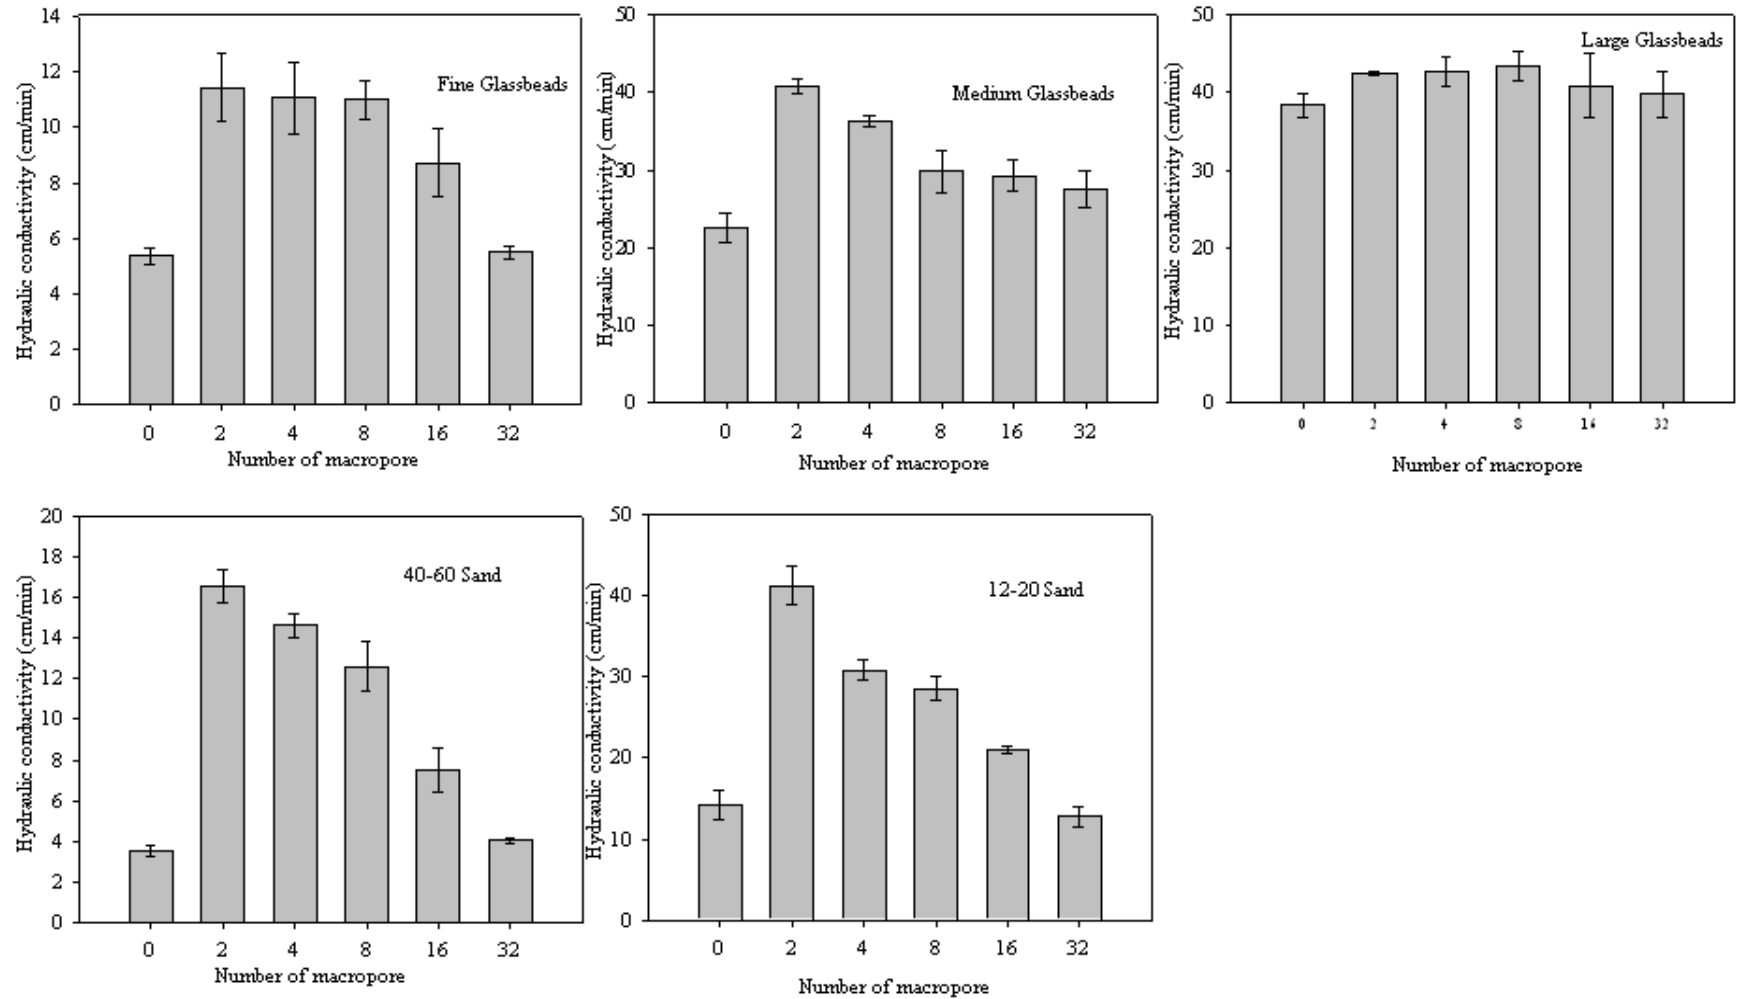 14
12
10
8
6
4
2
0
Hydraulic conductivity (cm/min)
Fine Glassbeads
0 2 4 8 16 32
Number of macropore
50
40
30
20
10
0
Hydraulic conductivity (cm/min)
Medium Glassbeads
0 2 4 8 16 32
Number of macropore
50
40
30
20
10
0
Hydraulic conductivity (cm/min)
Large Glassbeads
0 2 4 8 16 32
Number of macropore
20
18
16
14
12
10
8
6
4
2
0
Hydraulic conductivity (cm/min)
40-60 Sand
0 2 4 8 16 32
Number of macropore
50
40
30
20
10
0
Hydraulic conductivity (cm/min)
12-20 Sand
0 2 4 8 16 32
Number of macropore